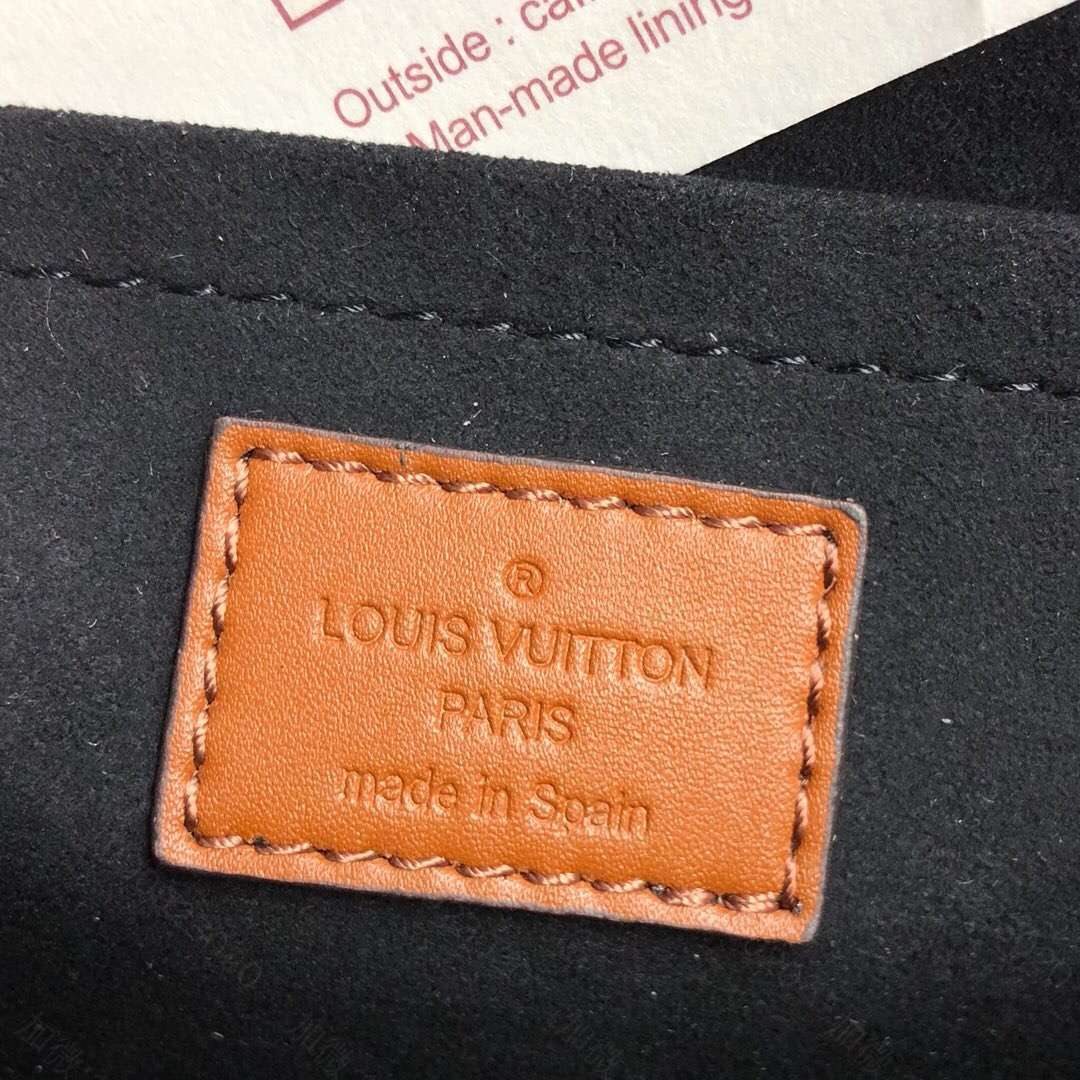 Outside :
Man-made lining
®
LOUIS VUITTON
PARIS
made in Spain